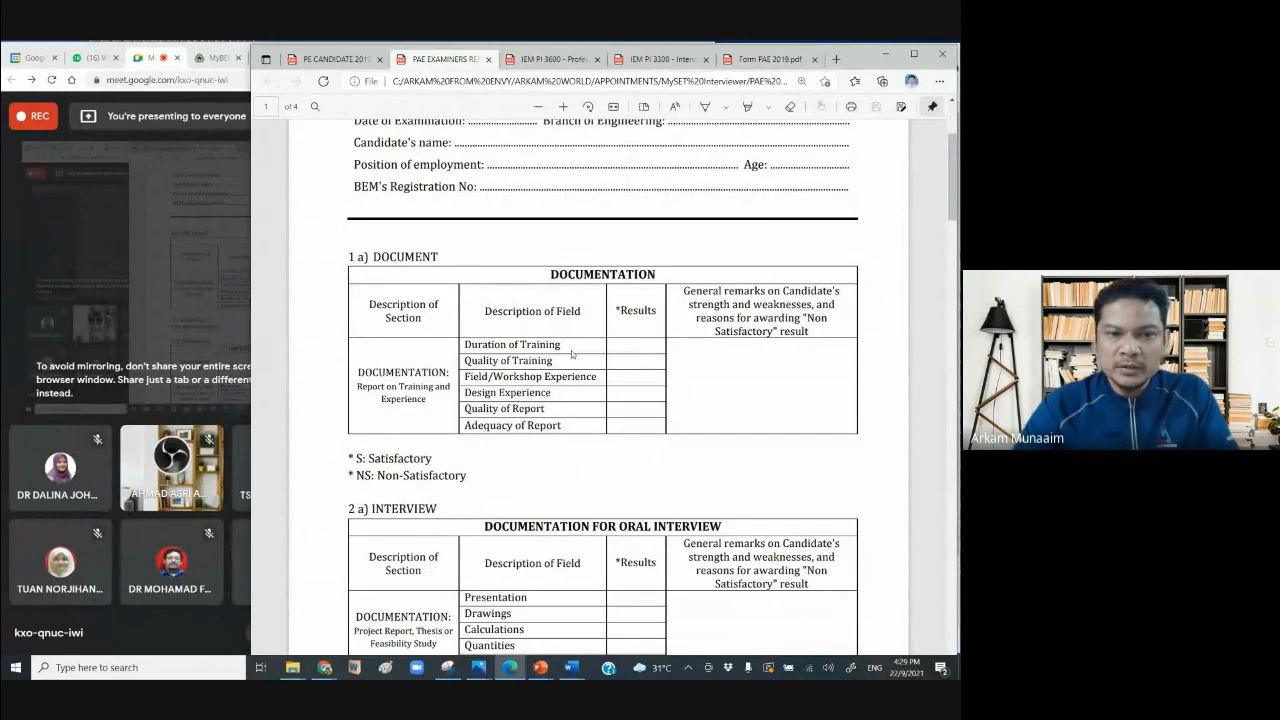 Googl
(16) W
M
MyBE
PE CANDIDATE 2019
PAE EXAMINERS RE
IEM PI 3600 - Profes
IEM PI 3300 - Interv
Form PAE 2019.pdf
meet.google.com/kxo-qnuc-iwi
File
C:/ARKAM%20FROM%20ENVY/ARKAM%20WORLD/APPOINTMENTS/MySET%20Interviewer/PAE%20...
1
of 4
REC
You're presenting to everyone
To avoid mirroring, don't share your entire scre
browser window. Share just a tab or a different
instead.
DR DALINA JOH...
AHMAD ASRI A...
TS
TUAN NORJIHAN...
DR MOHAMAD F...
kxo-qnuc-iwi
Date of Examination: .................... Branch of Engineering: ....................
Candidate's name: ....................
Position of employment: .................... Age: ....................
BEM's Registration No: ....................
1 a) DOCUMENT
DOCUMENTATION
Description of Section
Description of Field
*Results
General remarks on Candidate's
strength and weaknesses, and
reasons for awarding "Non
Satisfactory" result
DOCUMENTATION:
Report on Training and
Experience
Duration of Training
Quality of Training
Field/Workshop Experience
Design Experience
Quality of Report
Adequacy of Report
* S: Satisfactory
* NS: Non-Satisfactory
2 a) INTERVIEW
DOCUMENTATION FOR ORAL INTERVIEW
Description of Section
Description of Field
*Results
General remarks on Candidate's
strength and weaknesses, and
reasons for awarding "Non
Satisfactory" result
DOCUMENTATION:
Project Report, Thesis or
Feasibility Study
Presentation
Drawings
Calculations
Quantities
Arkam Munaaim
Type here to search
31°C
ENG
4:29 PM
22/9/2021
2